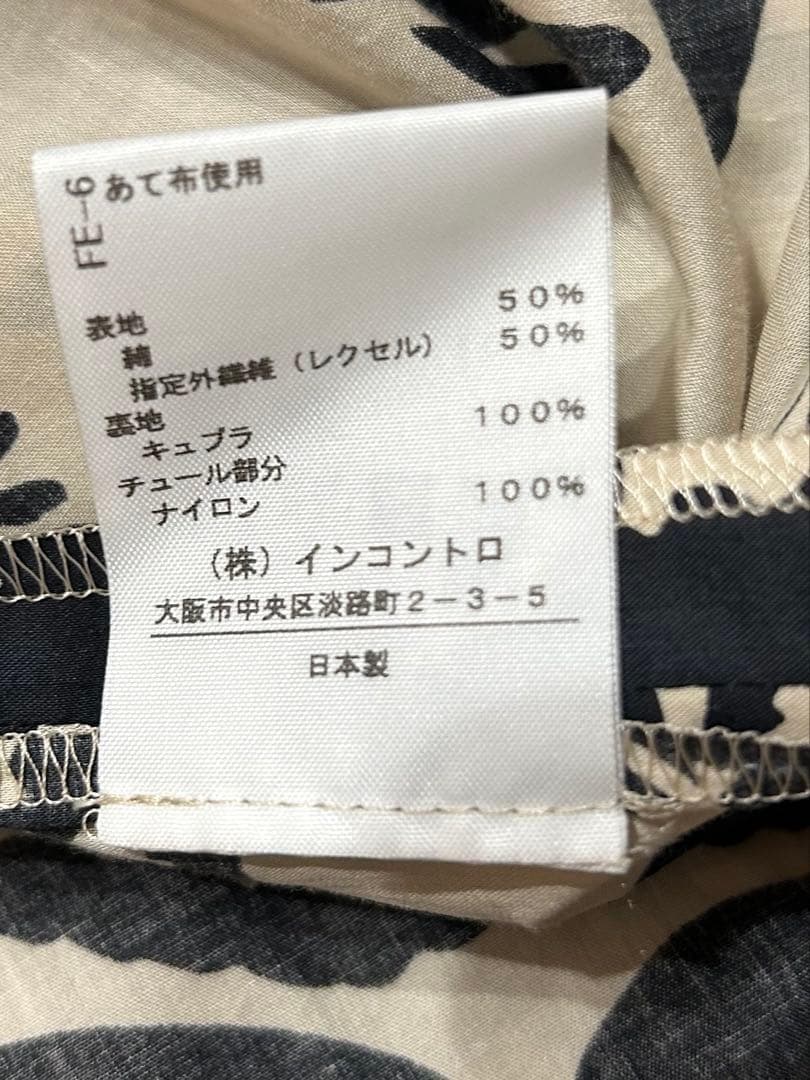 FE-6
あて布使用
表地
綿 50%
指定外繊維（レクセル） 50%
裏地
キュプラ 100%
チュール部分
ナイロン 100%
（株）インコントロ
大阪市中央区淡路町2-3-5
日本製